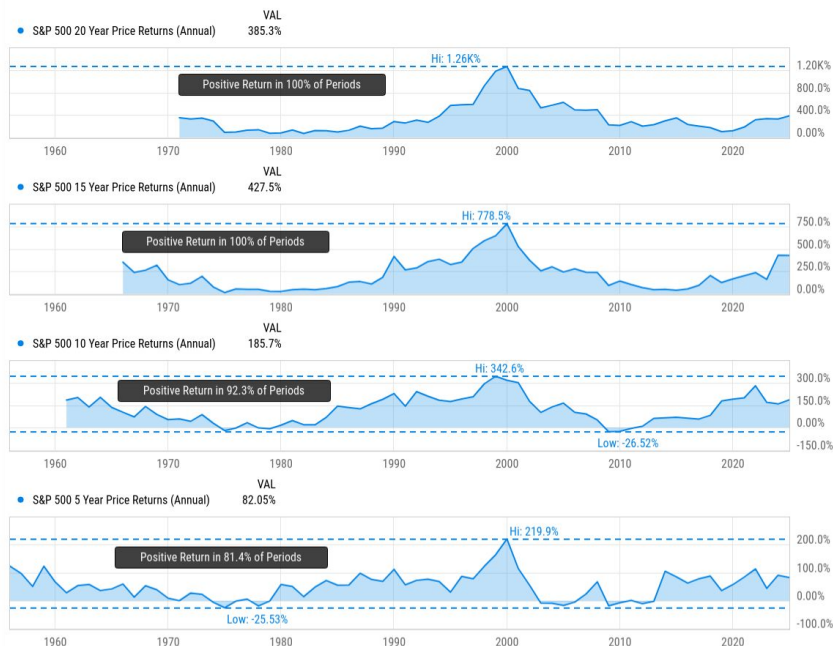 VAL
S&P 500 20 Year Price Returns (Annual) 385.3%
Hi: 1.26K%
1.20K%
Positive Return in 100% of Periods
800.0%
400.0%
0.00%
1960 1970 1980 1990 2000 2010 2020
VAL
S&P 500 15 Year Price Returns (Annual) 427.5%
Hi: 778.5%
750.0%
Positive Return in 100% of Periods
500.0%
250.0%
0.00%
1960 1970 1980 1990 2000 2010 2020
VAL
S&P 500 10 Year Price Returns (Annual) 185.7%
Hi: 342.6%
300.0%
Positive Return in 92.3% of Periods
150.0%
0.00%
Low: -26.52%
-150.0%
1960 1970 1980 1990 2000 2010 2020
VAL
S&P 500 5 Year Price Returns (Annual) 82.05%
Hi: 219.9%
200.0%
Positive Return in 81.4% of Periods
100.0%
0.00%
Low: -25.53%
-100.0%
1960 1970 1980 1990 2000 2010 2020